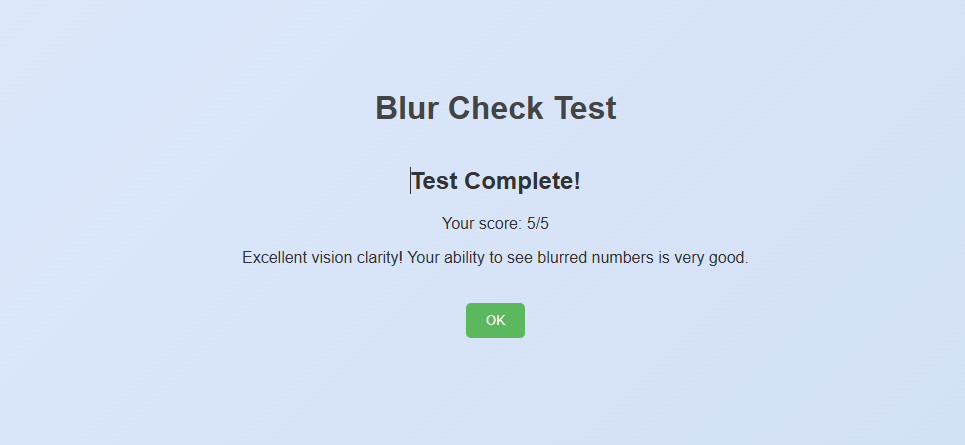 Blur Check Test
Test Complete!
Your score: 5/5
Excellent vision clarity! Your ability to see blurred numbers is very good.
OK